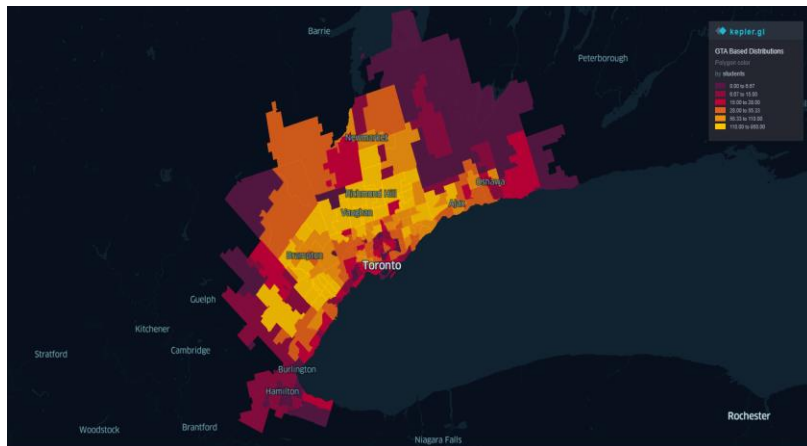 Barrie
Peterborough
kepler.gl
GTA Based Distributions
Polygon color
by students
Newmarket
Richmond Hill
Vaughan
Oshawa
Ajax
Brampton
Toronto
Guelph
Kitchener
Cambridge
Stratford
Burlington
Hamilton
Woodstock
Brantford
Niagara Falls
Rochester